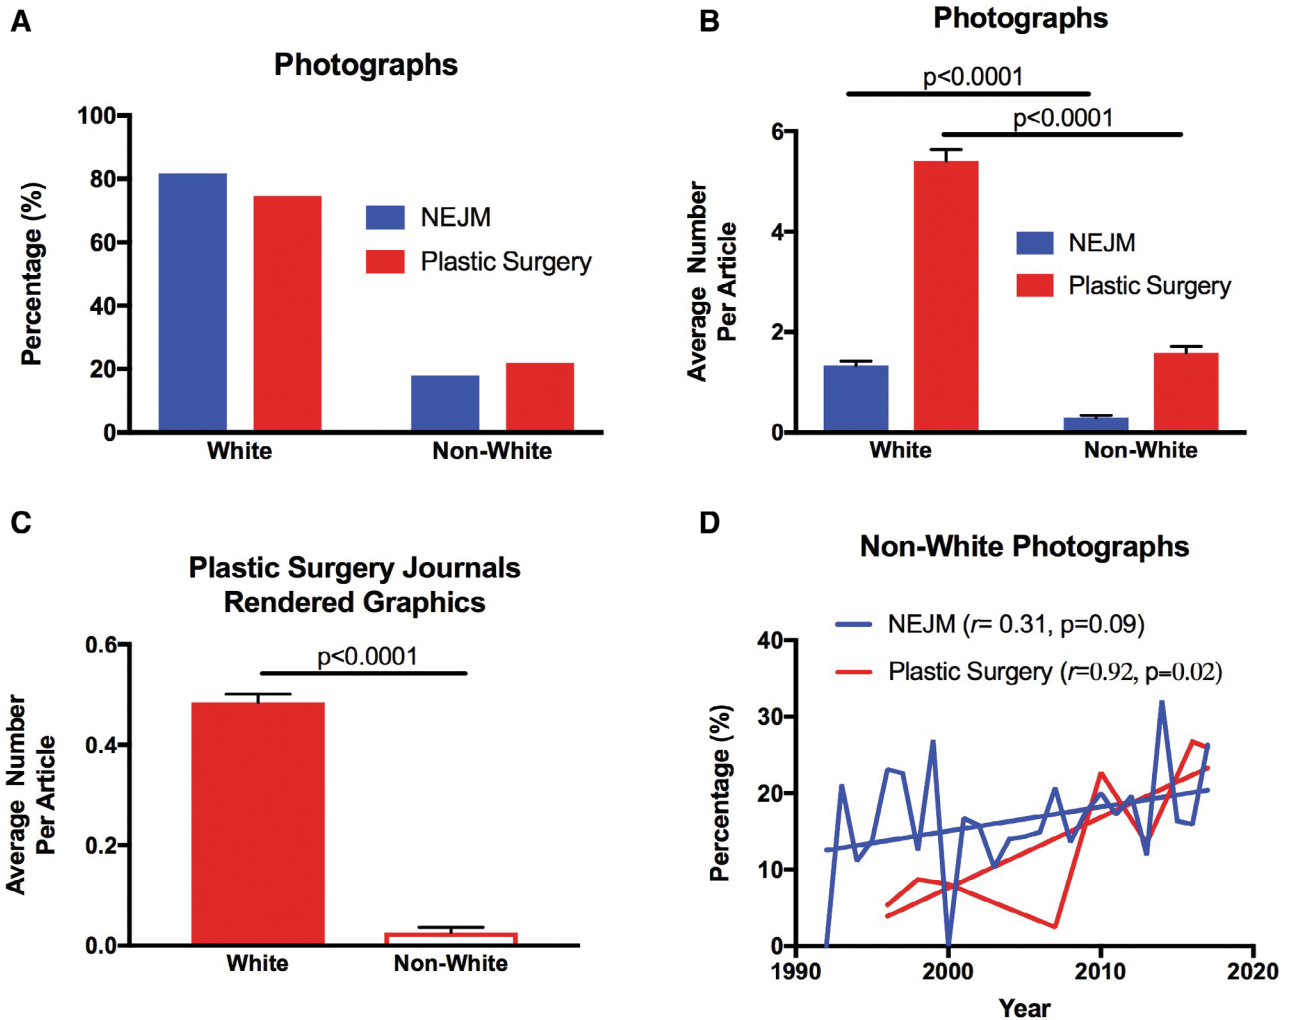 A
Photographs
Percentage (%)
100
80
60
40
20
0
NEJM
Plastic Surgery
White
Non-White
B
Photographs
p<0.0001
p<0.0001
Average Number
Per Article
6
4
2
0
NEJM
Plastic Surgery
White
Non-White
C
Plastic Surgery Journals
Rendered Graphics
p<0.0001
Average Number
Per Article
0.6
0.4
0.2
0.0
White
Non-White
D
Non-White Photographs
NEJM (r= 0.31, p=0.09)
Plastic Surgery (r=0.92, p=0.02)
Percentage (%)
40
30
20
10
0
1990
2000
2010
2020
Year